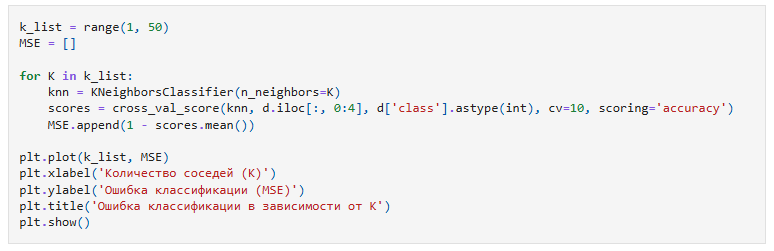 k_list = range(1, 50)
MSE = []
for K in k_list:
    knn = KNeighborsClassifier(n_neighbors=K)
    scores = cross_val_score(knn, d.iloc[:, 0:4], d['class'].astype(int), cv=10, scoring='accuracy')
    MSE.append(1 - scores.mean())
plt.plot(k_list, MSE)
plt.xlabel('Количество соседей (K)')
plt.ylabel('Ошибка классификации (MSE)')
plt.title('Ошибка классификации в зависимости от K')
plt.show()